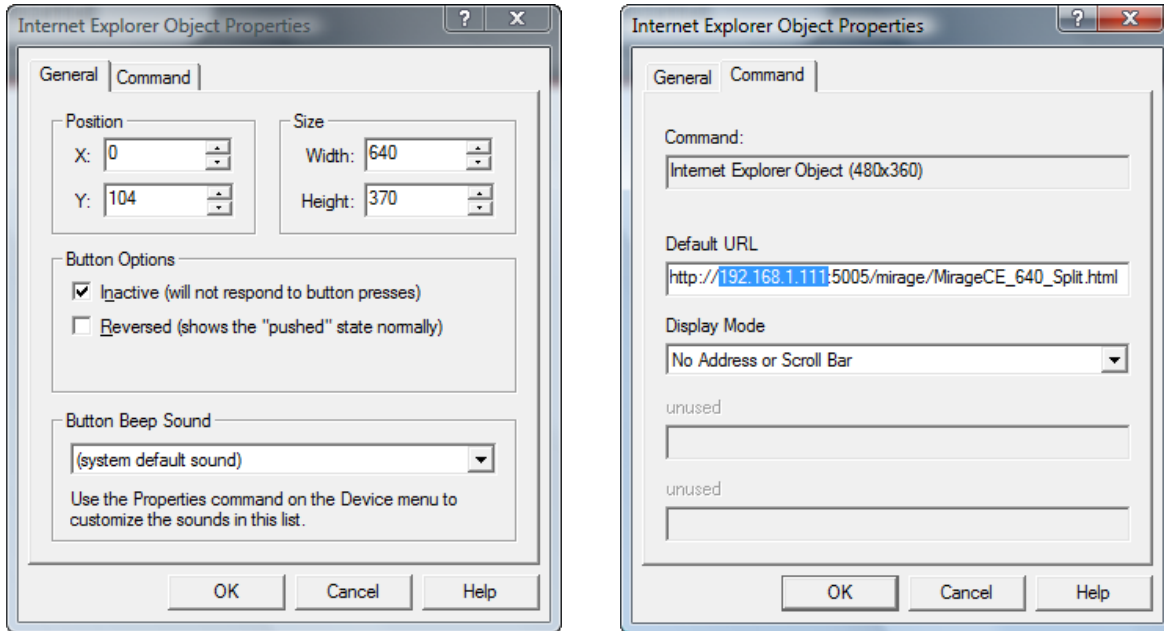 Internet Explorer Object Properties
General
Command
Position
X: 0
Y: 104
Size
Width: 640
Height: 370
Button Options
Inactive (will not respond to button presses)
Reversed (shows the "pushed" state normally)
Button Beep Sound
(system default sound)
Use the Properties command on the Device menu to
customize the sounds in this list.
OK
Cancel
Help
Internet Explorer Object Properties
General
Command
Command:
Internet Explorer Object (480x360)
Default URL
http://192.168.1.111:5005/mirage/MirageCE_640_Split.html
Display Mode
No Address or Scroll Bar
unused
unused
OK
Cancel
Help